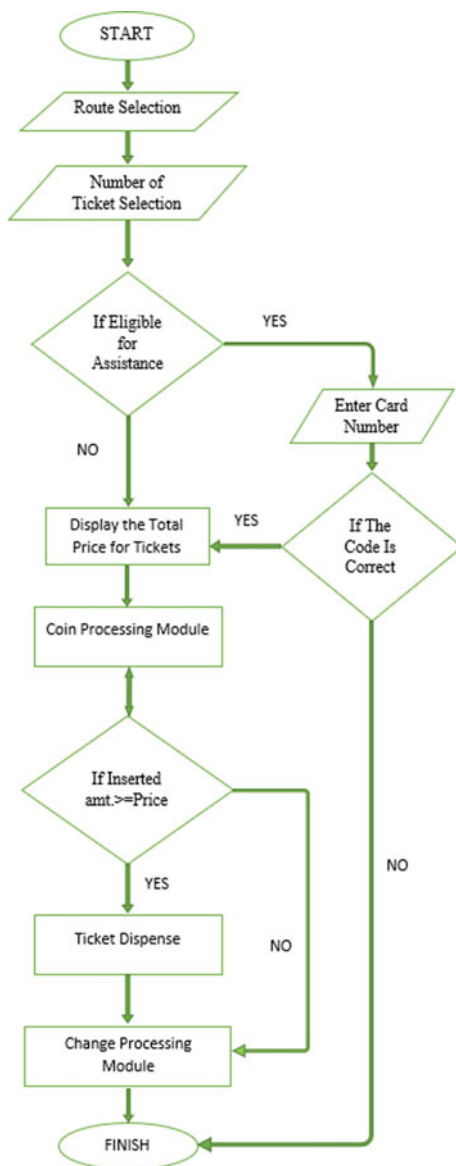 START
Route Selection
Number of
Ticket Selection
If Eligible
for
Assistance
YES
Enter Card
Number
NO
Display the Total
Price for Tickets
YES
If The
Code Is
Correct
Coin Processing Module
If Inserted
amt.>=Price
NO
YES
Ticket Dispense
NO
Change Processing
Module
FINISH